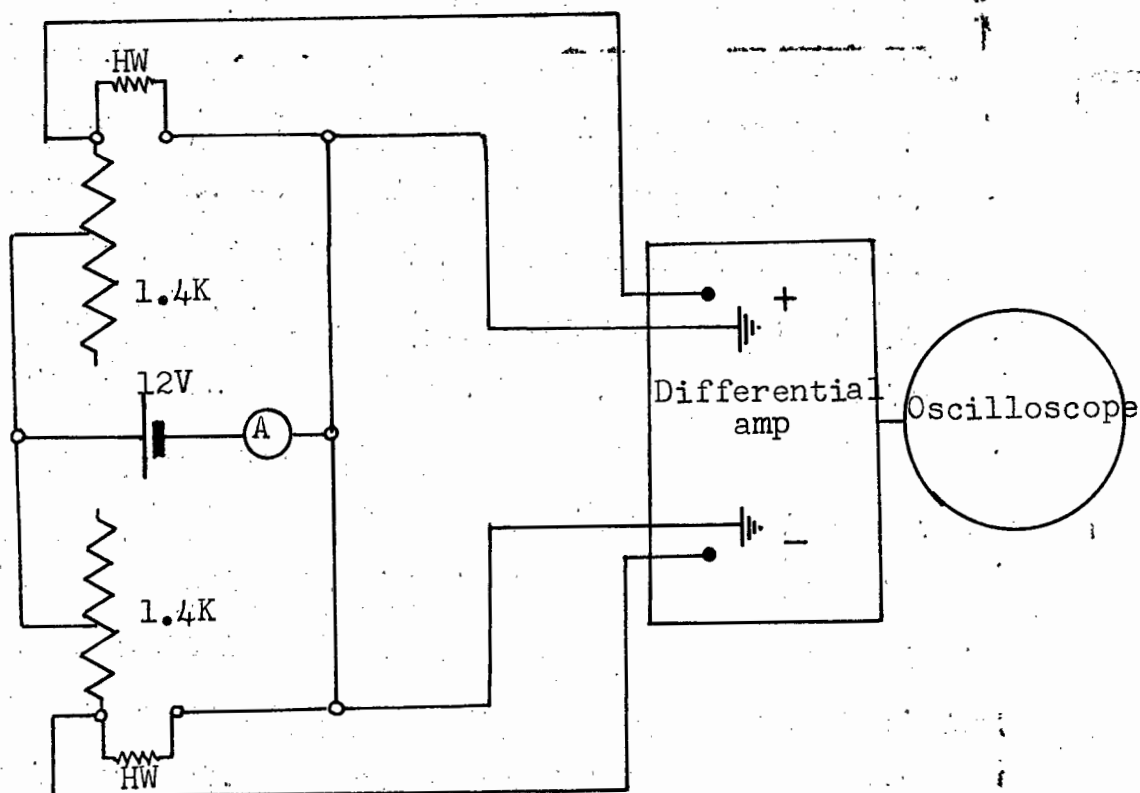 HW
1.4K
12V
A
+
Differential
amp
Oscilloscope
−
1.4K
HW